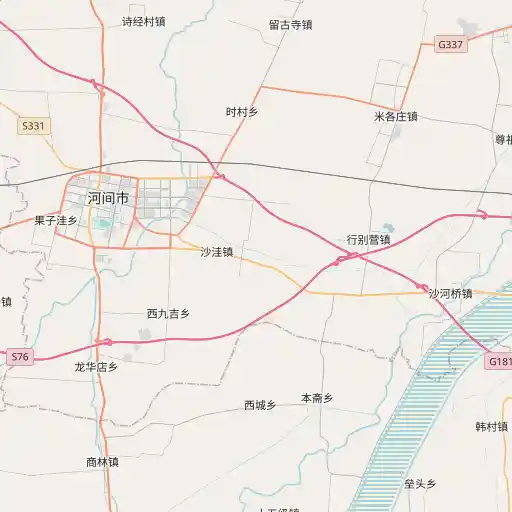 诗经村镇
留古寺镇
G337
时村乡
米各庄镇
S331
尊祖
河间市
果子洼乡
行别营镇
沙洼镇
沙河桥镇
镇
西九吉乡
S76
G181
龙华店乡
本斋乡
西城乡
韩村镇
商林镇
垒头乡